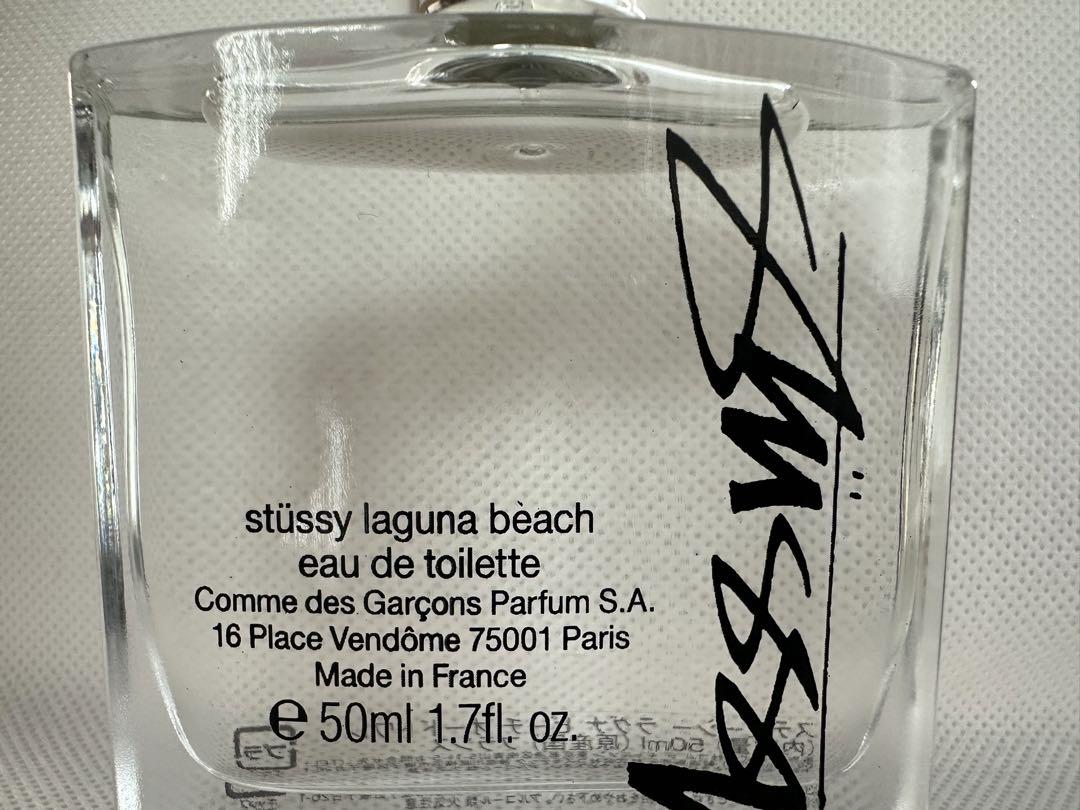 stüssy laguna beach
eau de toilette
Comme des Garçons Parfum S.A.
16 Place Vendôme 75001 Paris
Made in France
℮ 50ml 1.7fl. oz.
Stüssy